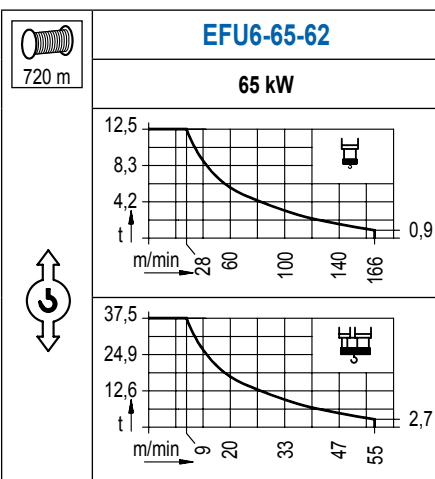 EFU6-65-62
720 m
65 kW
12,5
8,3
4,2
t
0,9
m/min
28 60 100 140 166
37,5
24,9
12,6
t
2,7
m/min
9 20 33 47 55